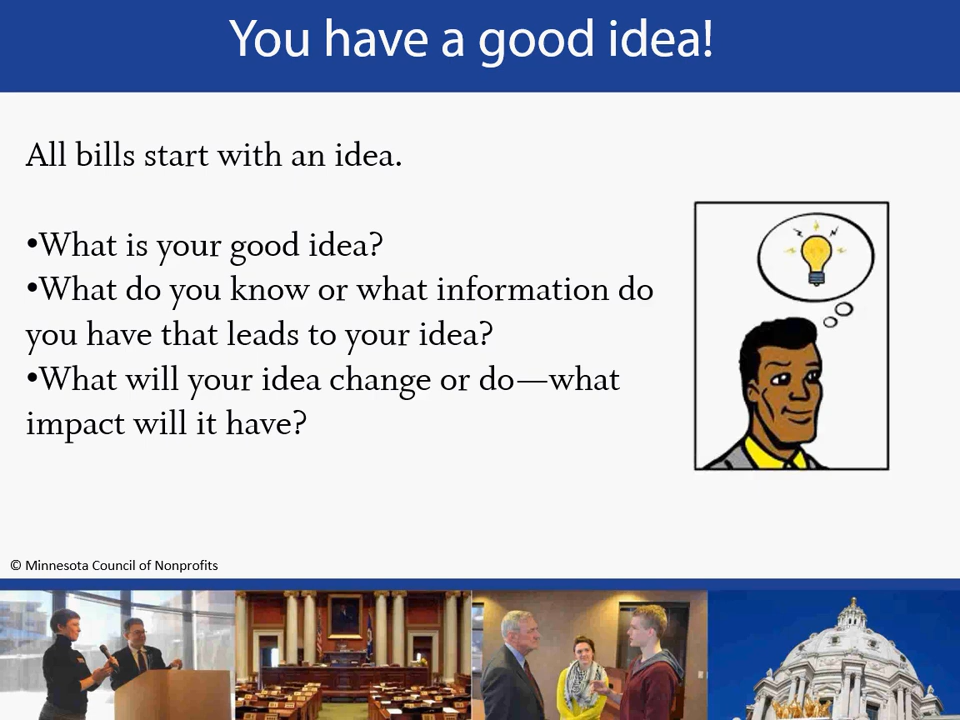 You have a good idea!
All bills start with an idea.
•What is your good idea?
•What do you know or what information do
you have that leads to your idea?
•What will your idea change or do—what
impact will it have?
© Minnesota Council of Nonprofits